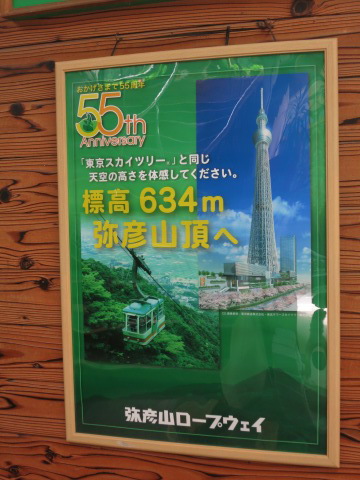 おかげさまで55周年
55th
Anniversary
「東京スカイツリー®」と同じ
天空の高さを体感してください。
標高 634m
弥彦山頂へ
弥彦山ロープウェイ